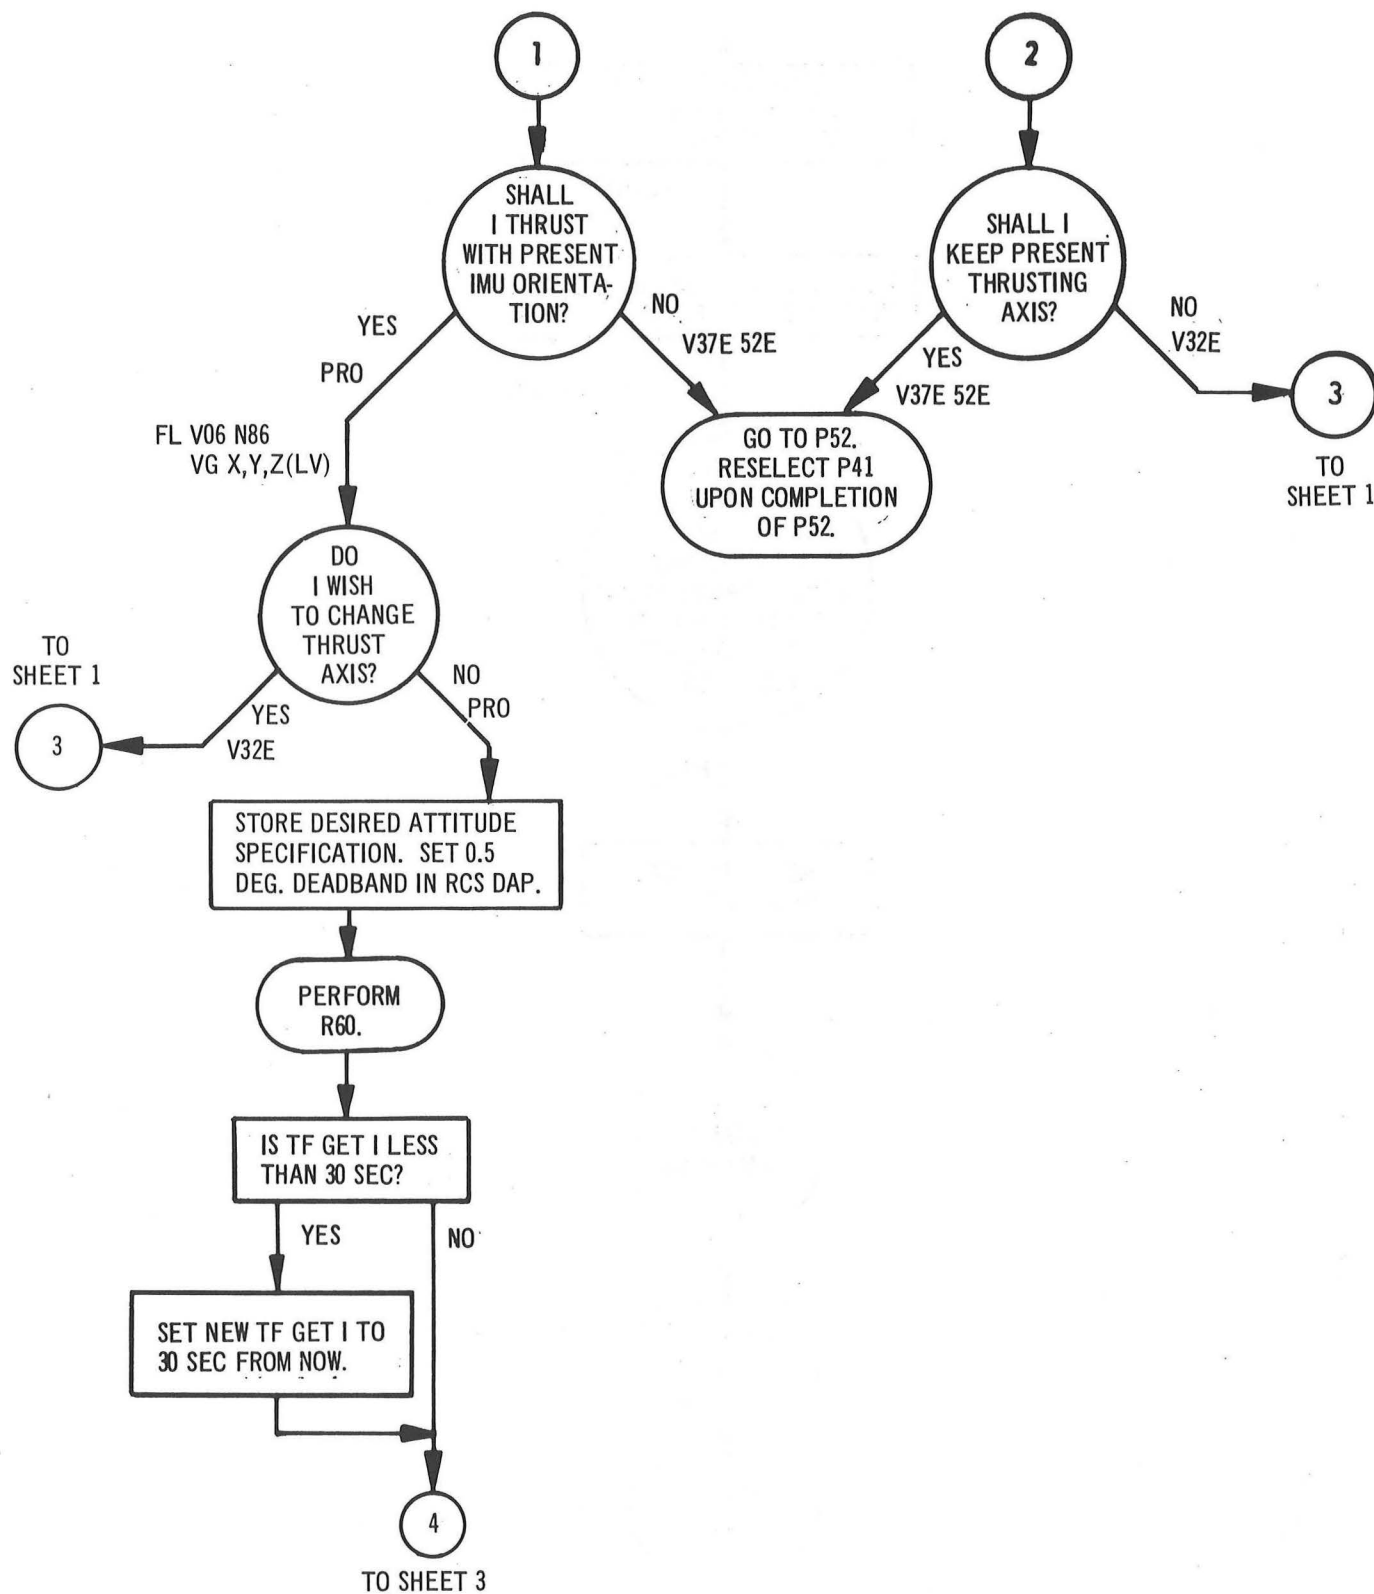 1
2
SHALL
I THRUST
WITH PRESENT
IMU ORIENTA-
TION?
SHALL I
KEEP PRESENT
THRUSTING
AXIS?
YES
PRO
NO
V37E 52E
YES
V37E 52E
NO
V32E
3
TO
SHEET 1
FL V06 N86
VG X,Y,Z(LV)
GO TO P52.
RESELECT P41
UPON COMPLETION
OF P52.
DO
I WISH
TO CHANGE
THRUST
AXIS?
TO
SHEET 1
3
YES
V32E
NO
PRO
STORE DESIRED ATTITUDE
SPECIFICATION. SET 0.5
DEG. DEADBAND IN RCS DAP.
PERFORM
R60.
IS TF GET I LESS
THAN 30 SEC?
YES
NO
SET NEW TF GET I TO
30 SEC FROM NOW.
4
TO SHEET 3